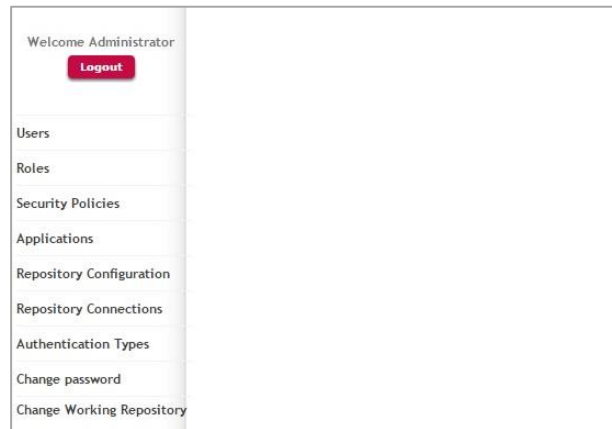 Welcome Administrator
Logout
Users
Roles
Security Policies
Applications
Repository Configuration
Repository Connections
Authentication Types
Change password
Change Working Repository